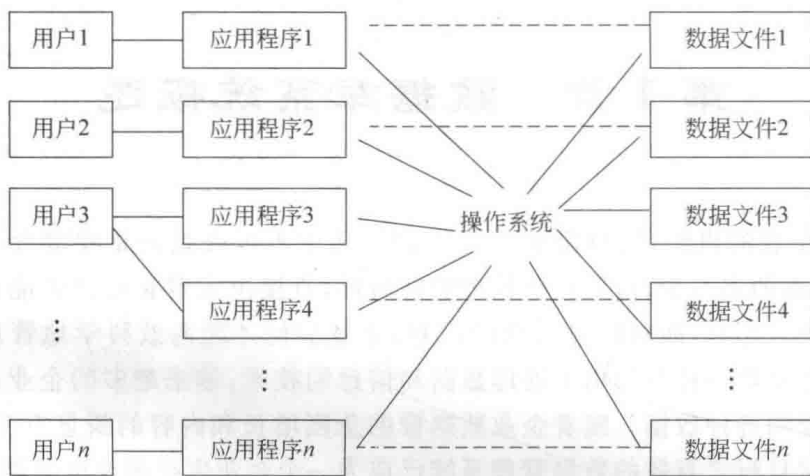 用户1 应用程序1 数据文件1
用户2 应用程序2 数据文件2
用户3 应用程序3 操作系统 数据文件3
应用程序4 数据文件4
⋮ ⋮ ⋮
用户n 应用程序n 数据文件n